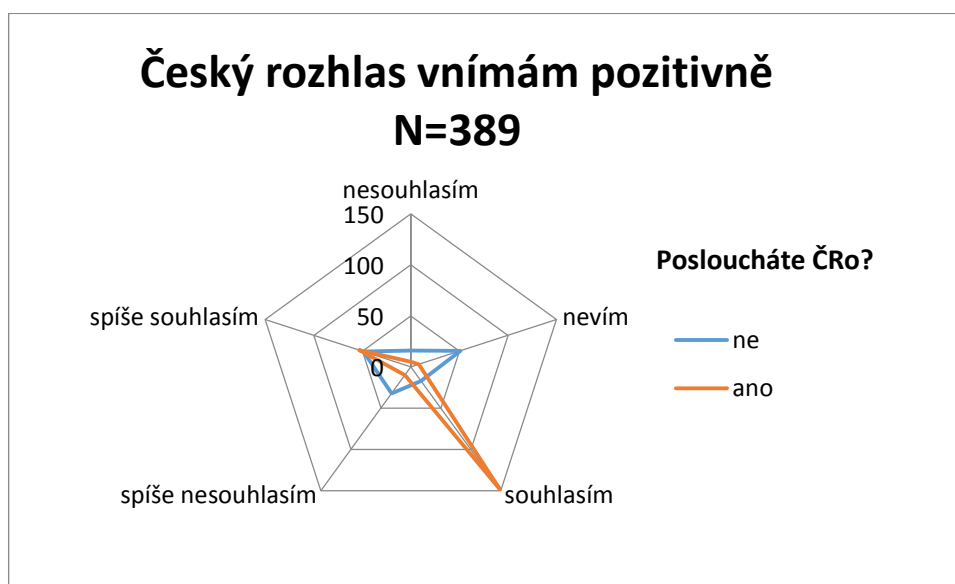 Český rozhlas vnímám pozitivně
N=389
nesouhlasím
150
100
50
0
nevím
souhlasím
spíše nesouhlasím
spíše souhlasím
Posloucháte ČRo?
ne
ano